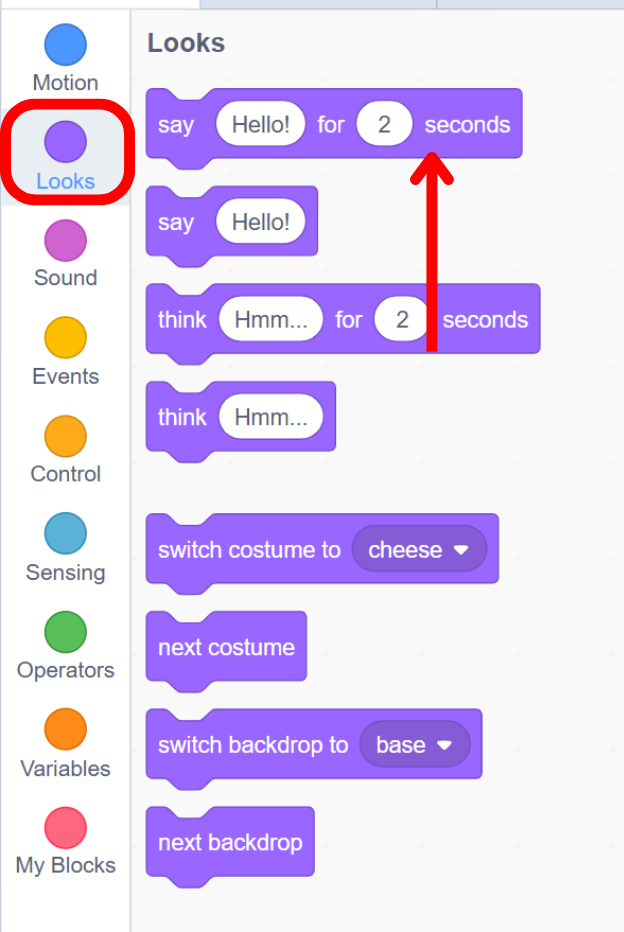 Looks
Motion
Looks
Sound
Events
Control
Sensing
Operators
Variables
My Blocks
say Hello! for 2 seconds
say Hello!
think Hmm... for 2 seconds
think Hmm...
switch costume to cheese
next costume
switch backdrop to base
next backdrop